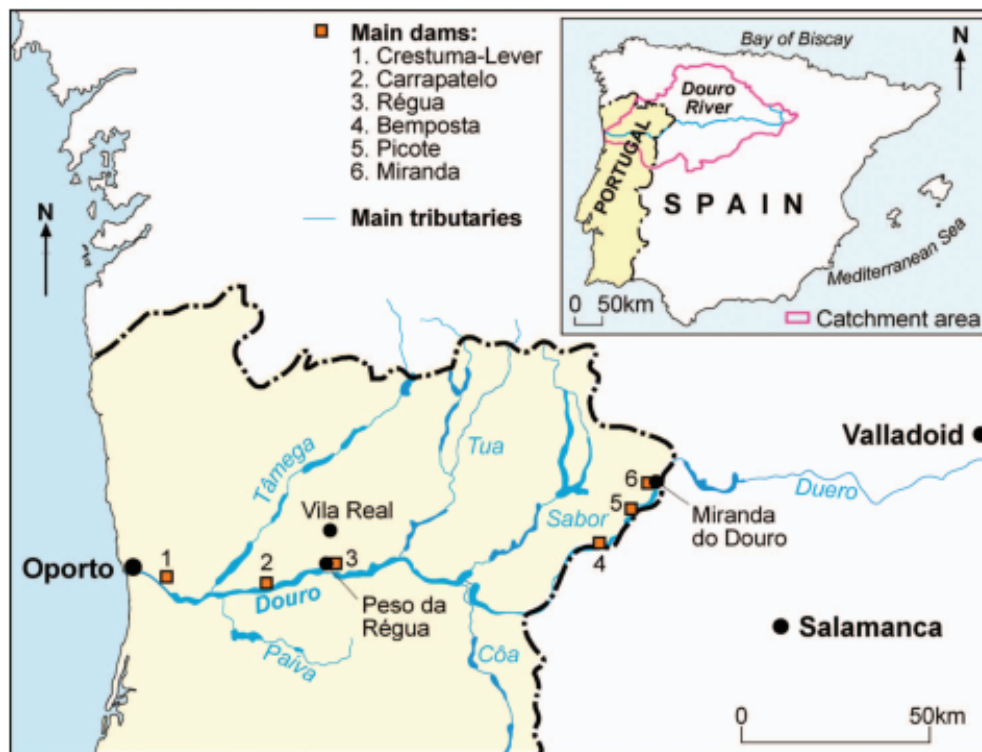 Main dams:
1. Crestuma-Lever
2. Carrapatelo
3. Régua
4. Bemposta
5. Picote
6. Miranda
Main tributaries
N
Bay of Biscay
N
Douro
River
PORTUGAL
SPAIN
Mediterranean Sea
0 50km
Catchment area
Tâmega
Tua
Vila Real
Sabor
6
5
4
Miranda
do Douro
Valladoid
Duero
Oporto
1
2
3
Douro
Peso da
Régua
Paiva
Côa
Salamanca
0 50km